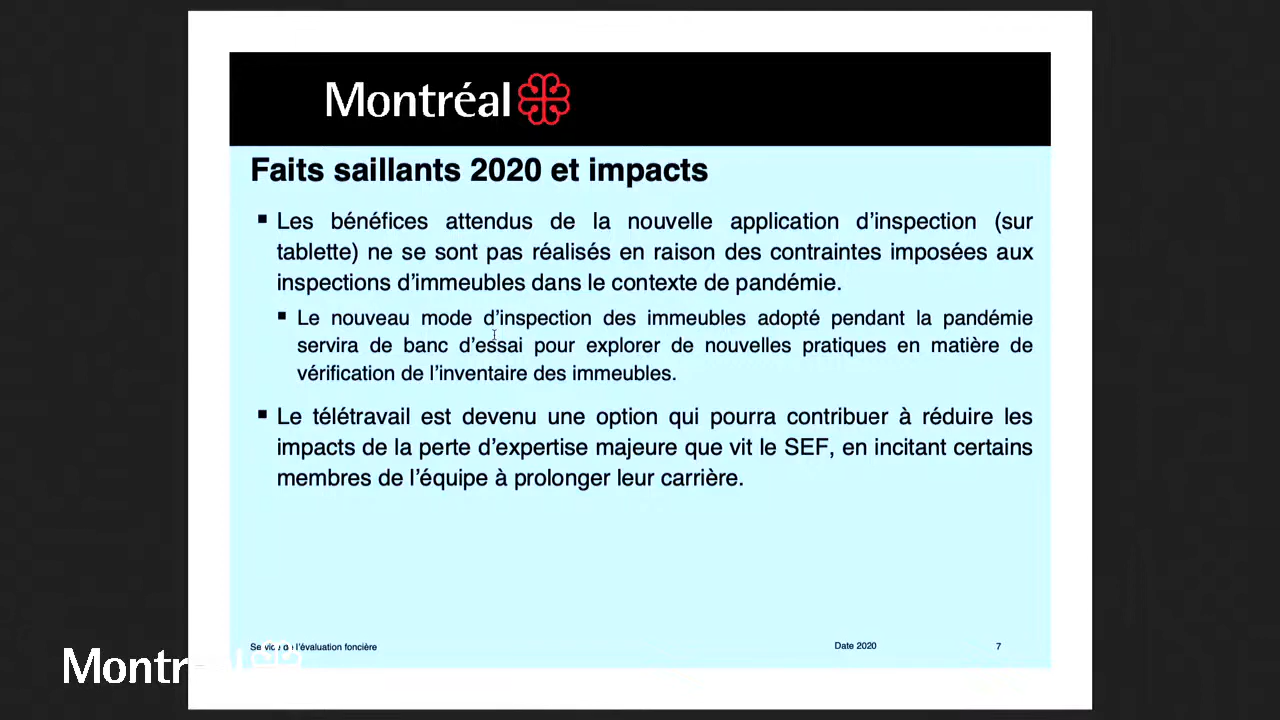 Montréal
Faits saillants 2020 et impacts
▪ Les bénéfices attendus de la nouvelle application d’inspection (sur
tablette) ne se sont pas réalisés en raison des contraintes imposées aux
inspections d’immeubles dans le contexte de pandémie.
▪ Le nouveau mode d’inspection des immeubles adopté pendant la pandémie
servira de banc d’essai pour explorer de nouvelles pratiques en matière de
vérification de l’inventaire des immeubles.
▪ Le télétravail est devenu une option qui pourra contribuer à réduire les
impacts de la perte d’expertise majeure que vit le SEF, en incitant certains
membres de l’équipe à prolonger leur carrière.
Service de l’évaluation foncière
Date 2020
7
Montréal